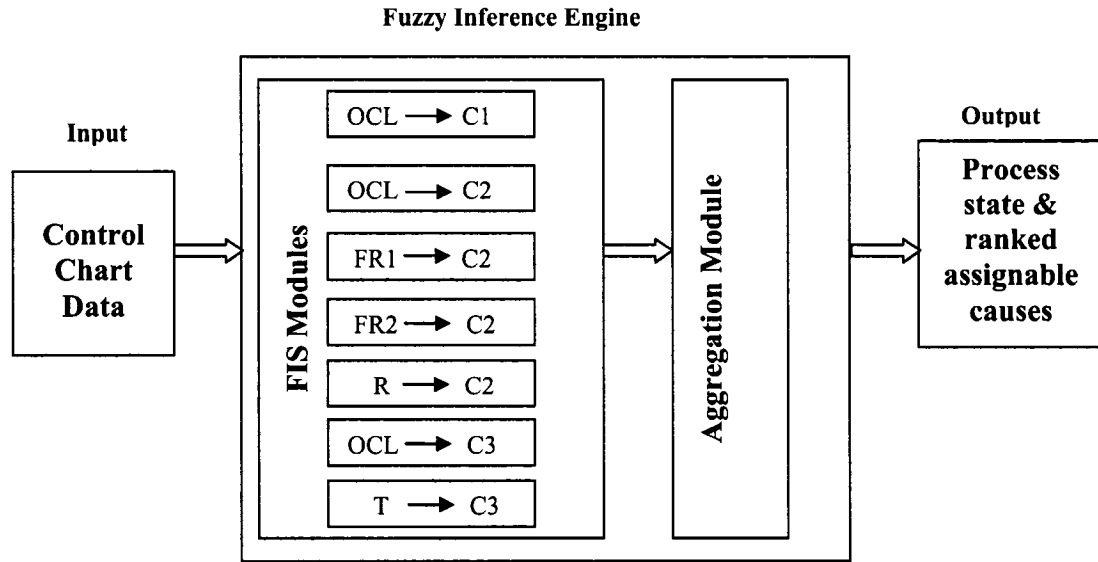 Fuzzy Inference Engine
Input
Control
Chart
Data
FIS Modules
OCL → C1
OCL → C2
FR1 → C2
FR2 → C2
R → C2
OCL → C3
T → C3
Aggregation Module
Output
Process
state &
ranked
assignable
causes